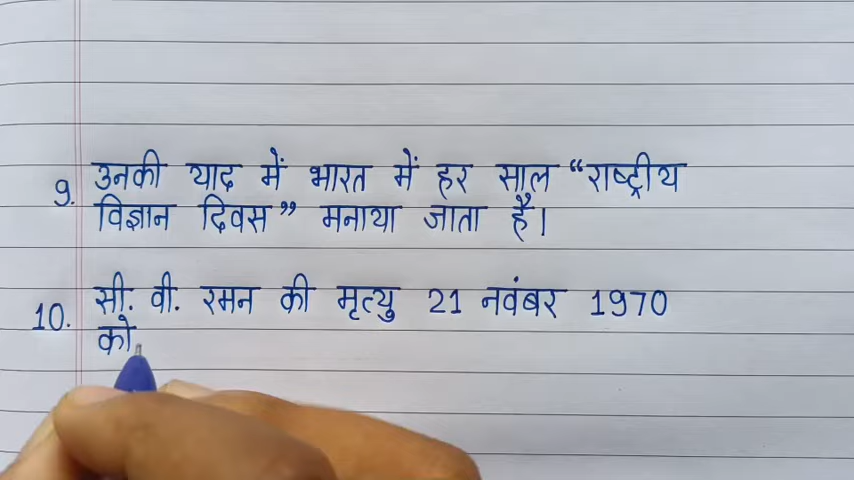 9. उनकी याद में भारत में हर साल “राष्ट्रीय
विज्ञान दिवस” मनाया जाता है।
10. सी. वी. रमन की मृत्यु 21 नवंबर 1970
को